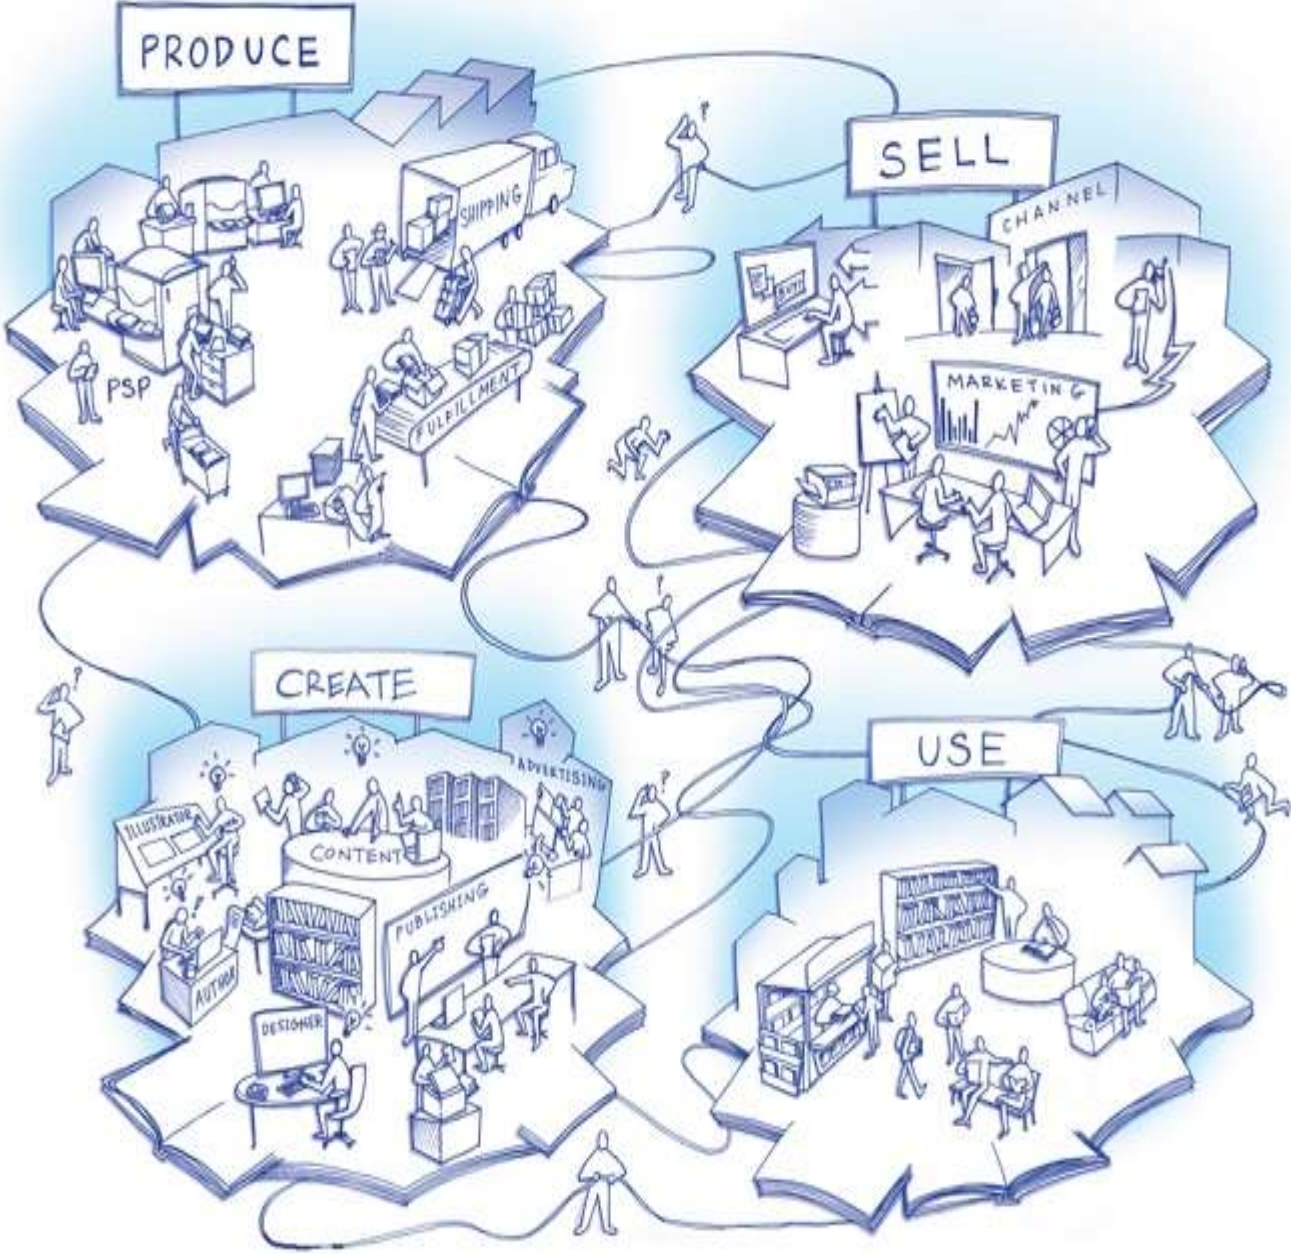 PRODUCE
SHIPPING
PSP
FULFILLMENT
SELL
CHANNEL
MARKETING
CREATE
ADVERTISING
ILLUSTRATOR
CONTENT
PUBLISHING
AUTHOR
DESIGNER
USE